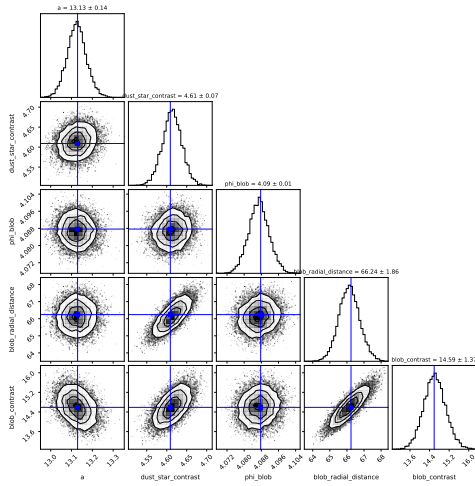 a = 13.13 ± 0.14
dust_star_contrast = 4.61 ± 0.07
phi_blob = 4.09 ± 0.01
blob_radial_distance = 66.24 ± 1.86
blob_contrast = 14.59 ± 1.37
dust_star_contrast
4.70
4.65
4.60
4.55
phi_blob
4.104
4.096
4.088
4.080
4.072
blob_radial_distance
68
67
66
65
64
blob_contrast
16.0
15.2
14.4
13.6
13.0 13.1 13.2 13.3
4.55 4.60 4.65 4.70
4.072 4.080 4.088 4.096 4.104
64 65 66 67 68
13.6 14.4 15.2 16.0
a dust_star_contrast phi_blob blob_radial_distance blob_contrast